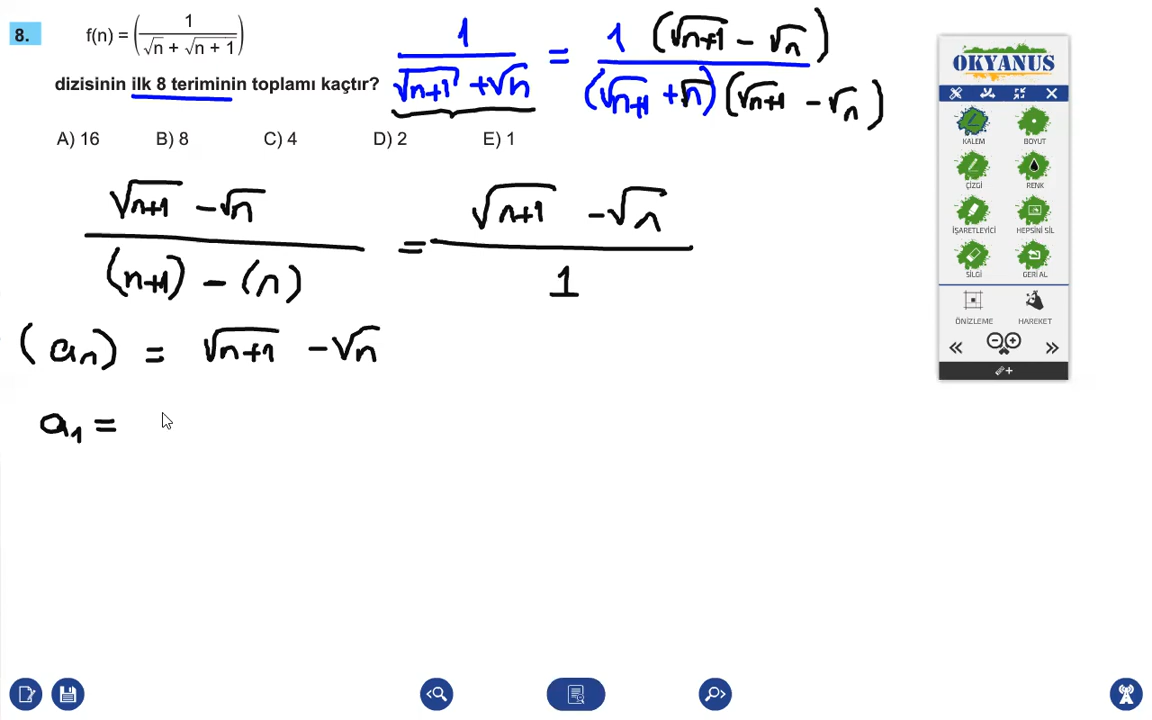 8. f(n) = (1 / (√n + √n + 1))
dizisinin ilk 8 teriminin toplamı kaçtır?
A) 16 B) 8 C) 4 D) 2 E) 1
1 / (√n+1 + √n) = 1 (√n+1 - √n) / (√n+1 + √n) (√n+1 - √n)
(√n+1 - √n) / ((n+1) - (n)) = (√n+1 - √n) / 1
(an) = √n+1 - √n
a1 =
OKYANUS
KALEM BOYUT
ÇİZGİ RENK
İŞARETLEYİCİ HEPSİNİ SİL
SİLGİ GERİ AL
ÖNİZLEME HAREKET